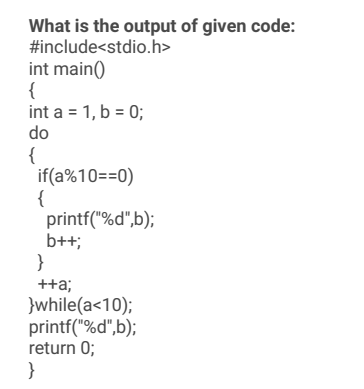 What is the output of given code:
#include<stdio.h>
int main()
{
int a = 1, b = 0;
do
{
if(a%10==0)
{
printf("%d",b);
b++;
}
++a;
}while(a<10);
printf("%d",b);
return 0;
}